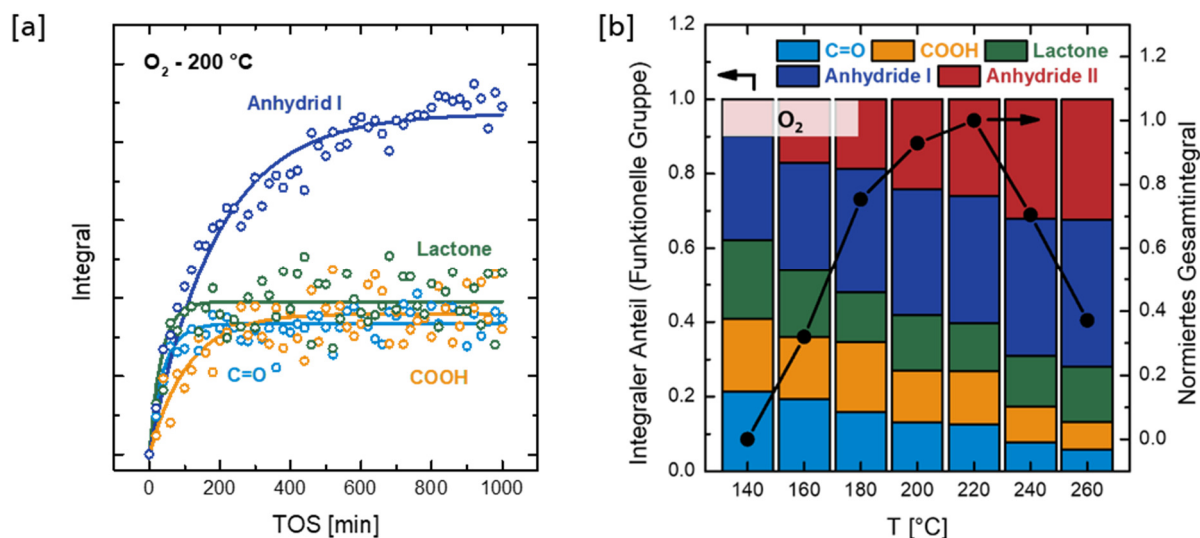 [a]
O₂ - 200 °C
Anhydrid I
Lactone
C=O
COOH
Integral
0 200 400 600 800 1000
TOS [min]
[b]
C=O COOH Lactone
Anhydride I Anhydride II
O₂
Integraler Anteil (Funktionelle Gruppe)
1.2
1.0
0.8
0.6
0.4
0.2
0.0
140 160 180 200 220 240 260
T [°C]
1.2
1.0
0.8
0.6
0.4
0.2
0.0
Normiertes Gesamtintegral